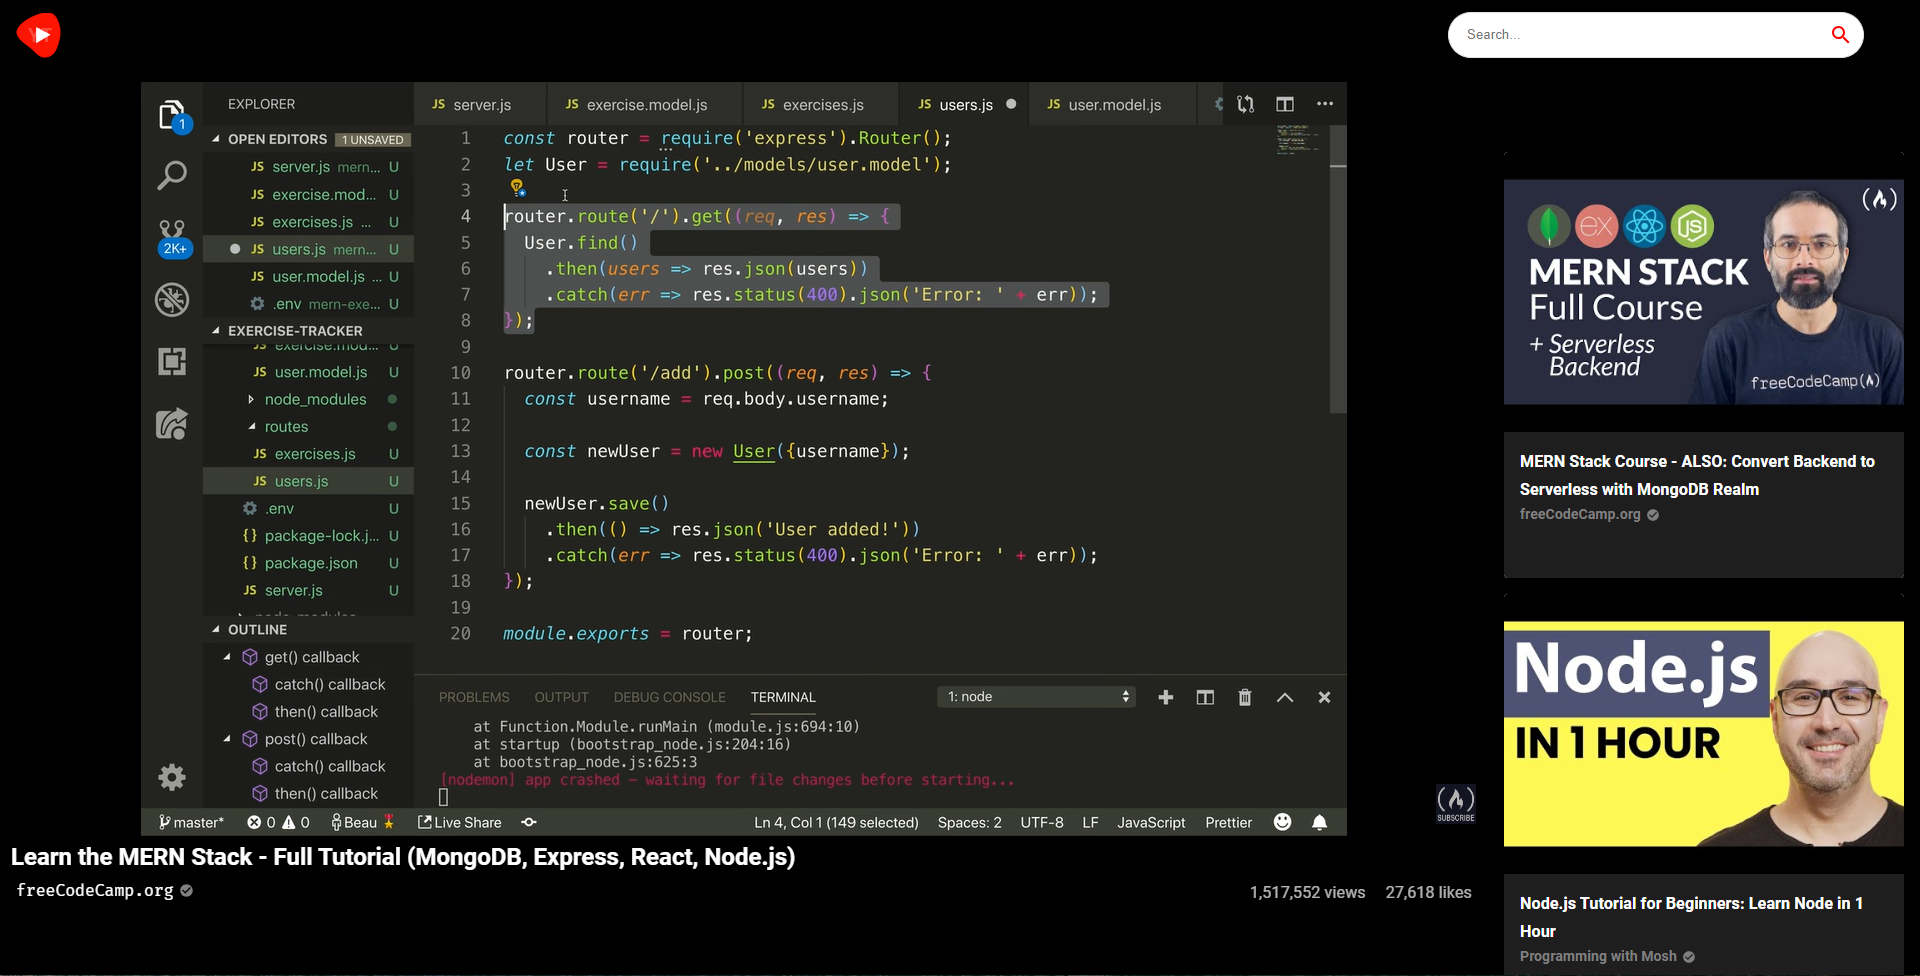 Search...
EXPLORER
OPEN EDITORS 1 UNSAVED
JS server.js mern... U
JS exercise.mod... U
JS exercises.js ... U
JS users.js mern... U
JS user.model.js ... U
.env mern-exe... U
EXERCISE-TRACKER
JS exercise.mod... U
JS user.model.js U
node_modules
routes
JS exercises.js U
JS users.js U
.env U
{} package-lock.j... U
{} package.json U
JS server.js U
node_modules
OUTLINE
get() callback
catch() callback
then() callback
post() callback
catch() callback
then() callback
1
2K+
JS server.js
JS exercise.model.js
JS exercises.js
JS users.js
JS user.model.js
1 const router = require('express').Router();
2 let User = require('../models/user.model');
3
4 router.route('/').get((req, res) => {
5 User.find()
6 .then(users => res.json(users))
7 .catch(err => res.status(400).json('Error: ' + err));
8 });
9
10 router.route('/add').post((req, res) => {
11 const username = req.body.username;
12
13 const newUser = new User({username});
14
15 newUser.save()
16 .then(() => res.json('User added!'))
17 .catch(err => res.status(400).json('Error: ' + err));
18 });
19
20 module.exports = router;
PROBLEMS OUTPUT DEBUG CONSOLE TERMINAL 1: node
at Function.Module.runMain (module.js:694:10)
at startup (bootstrap_node.js:204:16)
at bootstrap_node.js:625:3
[nodemon] app crashed - waiting for file changes before starting...
master* 0 0 Beau Live Share Ln 4, Col 1 (149 selected) Spaces: 2 UTF-8 LF JavaScript Prettier
SUBSCRIBE
Learn the MERN Stack - Full Tutorial (MongoDB, Express, React, Node.js)
freeCodeCamp.org
1,517,552 views 27,618 likes
ex
MERN STACK
Full Course
+ Serverless
Backend
freeCodeCamp
MERN Stack Course - ALSO: Convert Backend to
Serverless with MongoDB Realm
freeCodeCamp.org
Node.js
IN 1 HOUR
Node.js Tutorial for Beginners: Learn Node in 1
Hour
Programming with Mosh